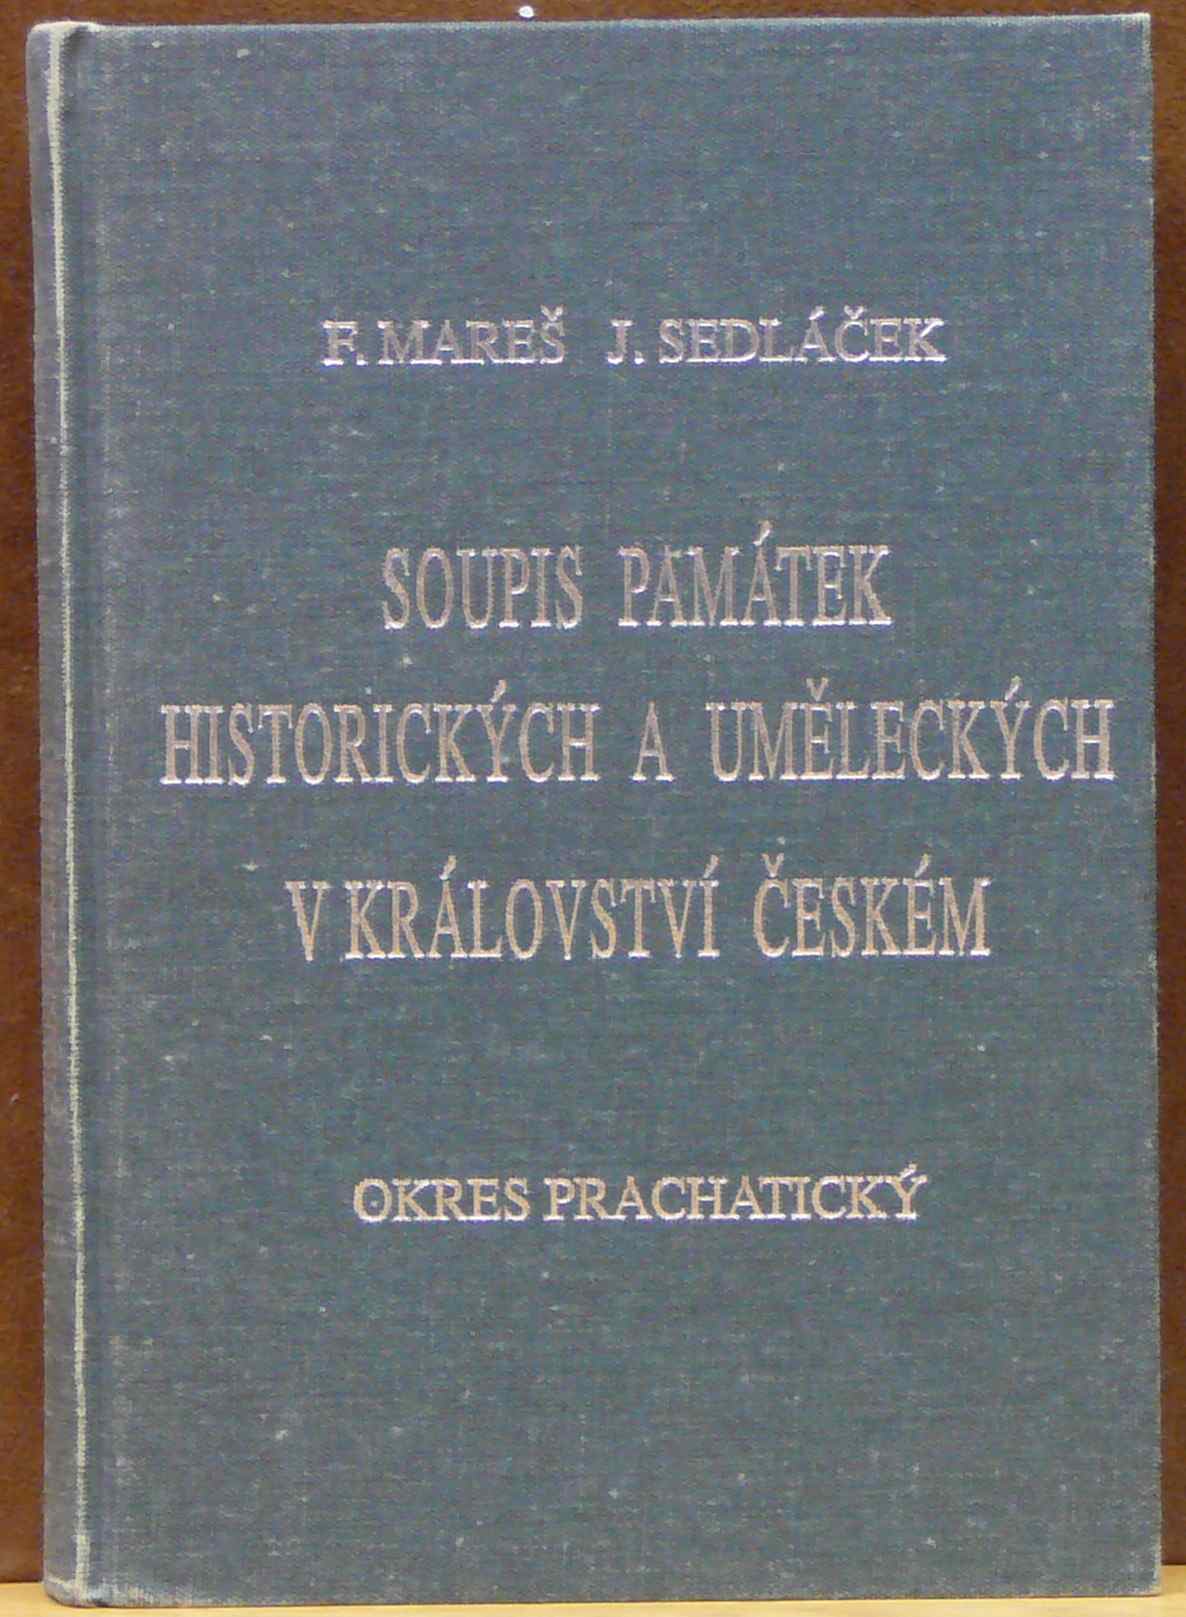 F. MAREŠ J. SEDLÁČEK
SOUPIS PAMÁTEK
HISTORICKÝCH A UMĚLECKÝCH
V KRÁLOVSTVÍ ČESKÉM
OKRES PRACHATICKÝ